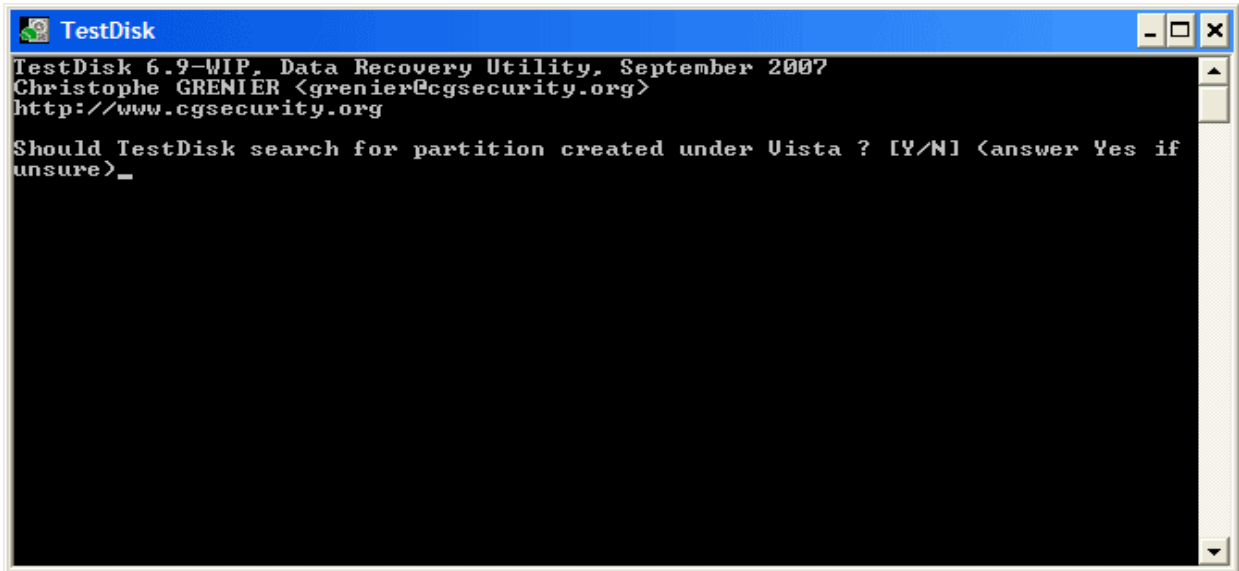 TestDisk
TestDisk 6.9-WIP, Data Recovery Utility, September 2007
Christophe GRENIER <grenier@cgsecurity.org>
http://www.cgsecurity.org
Should TestDisk search for partition created under Vista ? [Y/N] (answer Yes if
unsure)_